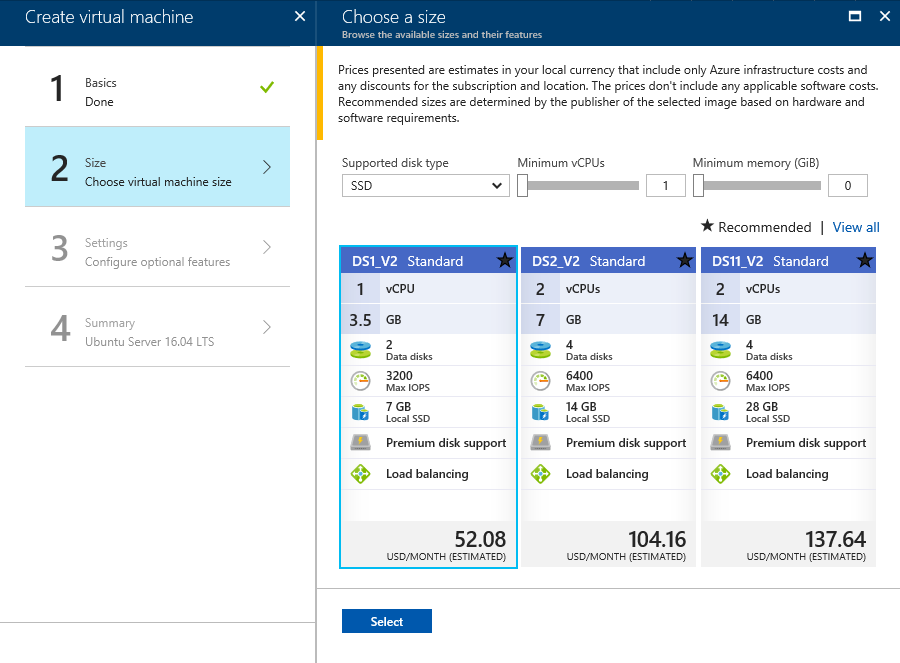 Create virtual machine
1
Basics
Done
2
Size
Choose virtual machine size
3
Settings
Configure optional features
4
Summary
Ubuntu Server 16.04 LTS
Choose a size
Browse the available sizes and their features
Prices presented are estimates in your local currency that include only Azure infrastructure costs and
any discounts for the subscription and location. The prices don't include any applicable software costs.
Recommended sizes are determined by the publisher of the selected image based on hardware and
software requirements.
Supported disk type
SSD
Minimum vCPUs
1
Minimum memory (GiB)
0
★ Recommended | View all
DS1_V2 Standard
1 vCPU
3.5 GB
2
Data disks
3200
Max IOPS
7 GB
Local SSD
Premium disk support
Load balancing
52.08
USD/MONTH (ESTIMATED)
DS2_V2 Standard
2 vCPUs
7 GB
4
Data disks
6400
Max IOPS
14 GB
Local SSD
Premium disk support
Load balancing
104.16
USD/MONTH (ESTIMATED)
DS11_V2 Standard
2 vCPUs
14 GB
4
Data disks
6400
Max IOPS
28 GB
Local SSD
Premium disk support
Load balancing
137.64
USD/MONTH (ESTIMATED)
Select